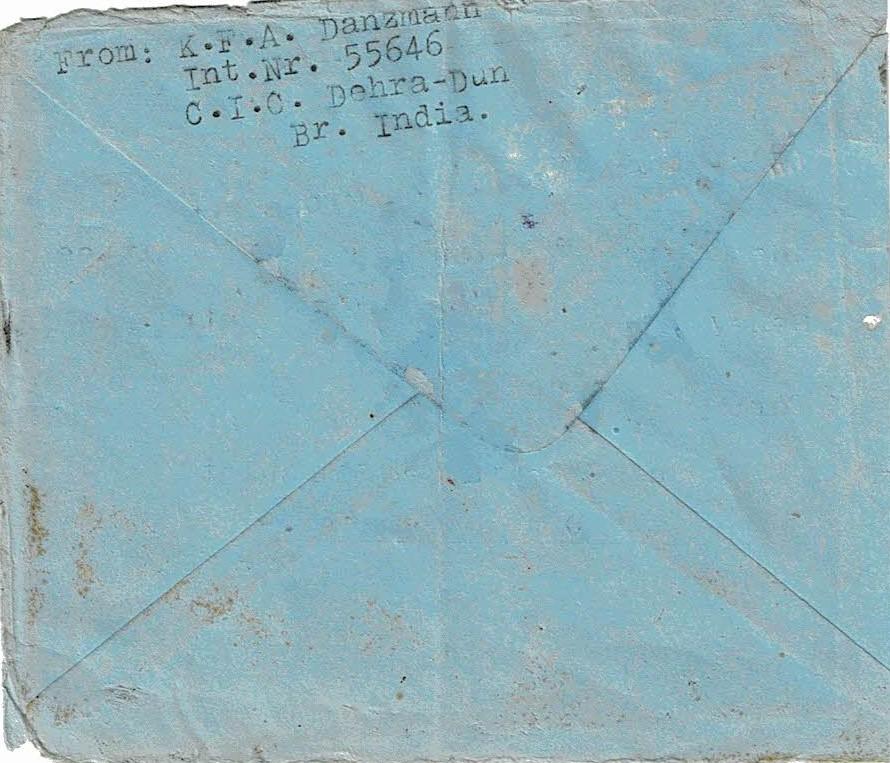 From: K.F.A. Danzmann
Int.Nr. 55646
C.I.C. Dehra-Dun
Br. India.